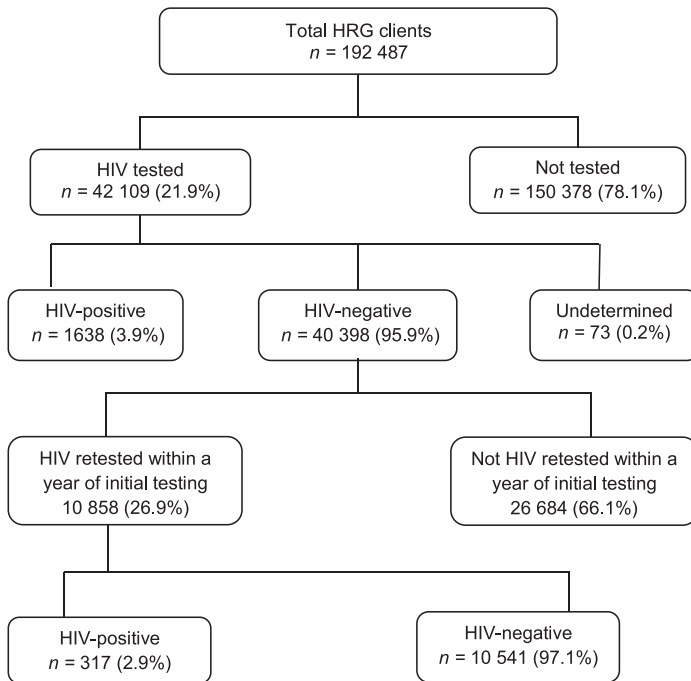 Total HRG clients
n = 192 487
HIV tested
n = 42 109 (21.9%)
Not tested
n = 150 378 (78.1%)
HIV-positive
n = 1638 (3.9%)
HIV-negative
n = 40 398 (95.9%)
Undetermined
n = 73 (0.2%)
HIV retested within a
year of initial testing
10 858 (26.9%)
Not HIV retested within a
year of initial testing
26 684 (66.1%)
HIV-positive
n = 317 (2.9%)
HIV-negative
n = 10 541 (97.1%)